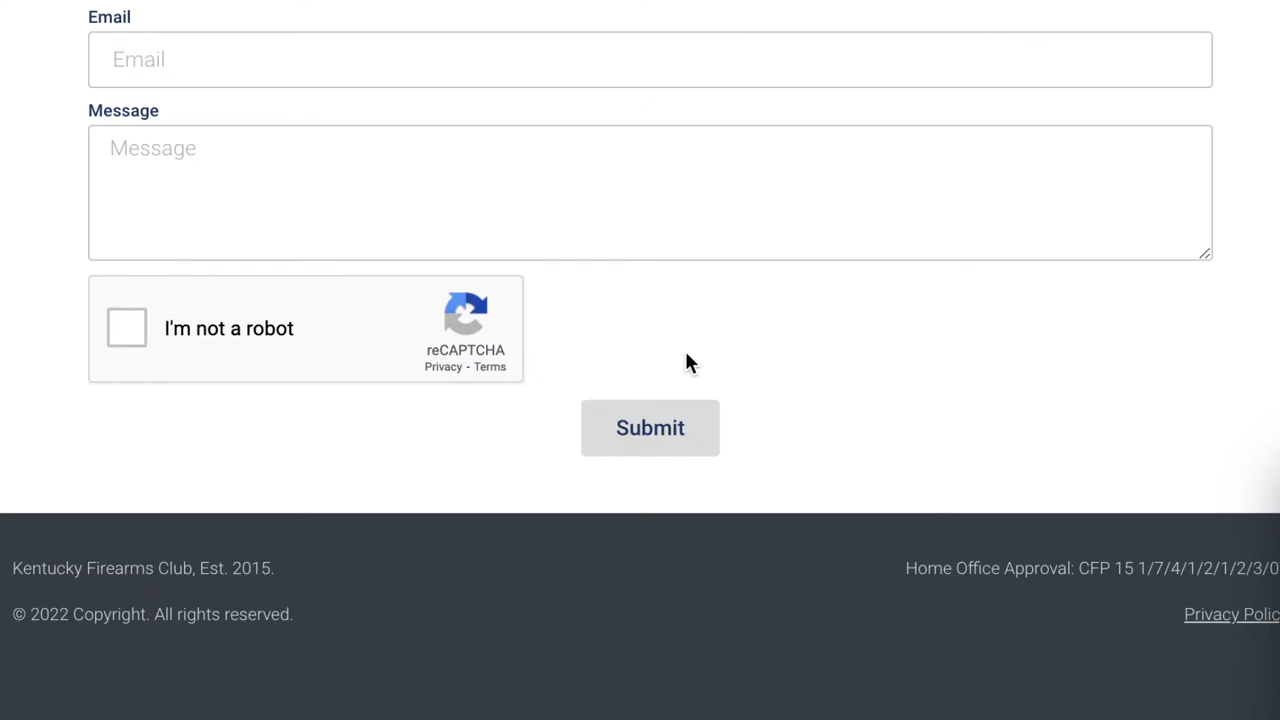 Email
Email
Message
Message
I'm not a robot
reCAPTCHA
Privacy - Terms
Submit
Kentucky Firearms Club, Est. 2015.
Home Office Approval: CFP 15 1/7/4/1/2/1/2/3/0
© 2022 Copyright. All rights reserved.
Privacy Polic